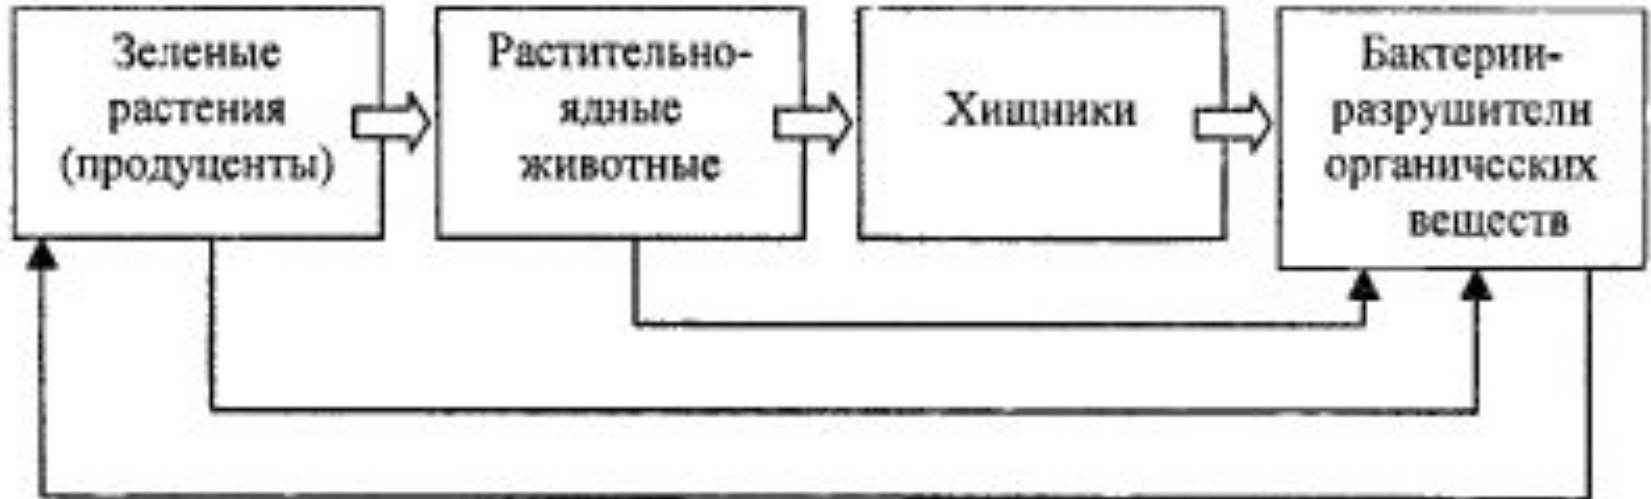 Зеленые
растения
(продуценты)
Растительно-
ядные
животные
Хищники
Бактерии-
разрушители
органических
веществ